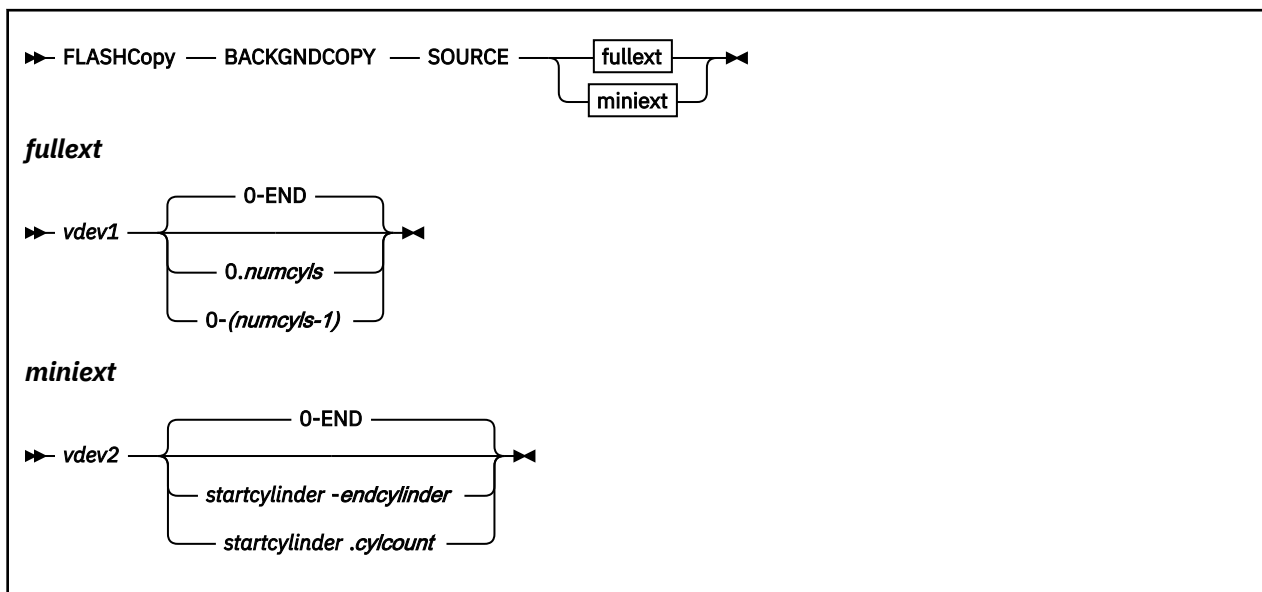 FLASHCopy BACKGNDCOPY SOURCE fullext
miniext
fullext
0-END
vdev1
0.numcyls
0-(numcyls-1)
miniext
0-END
vdev2
startcylinder -endcylinder
startcylinder .cylcount